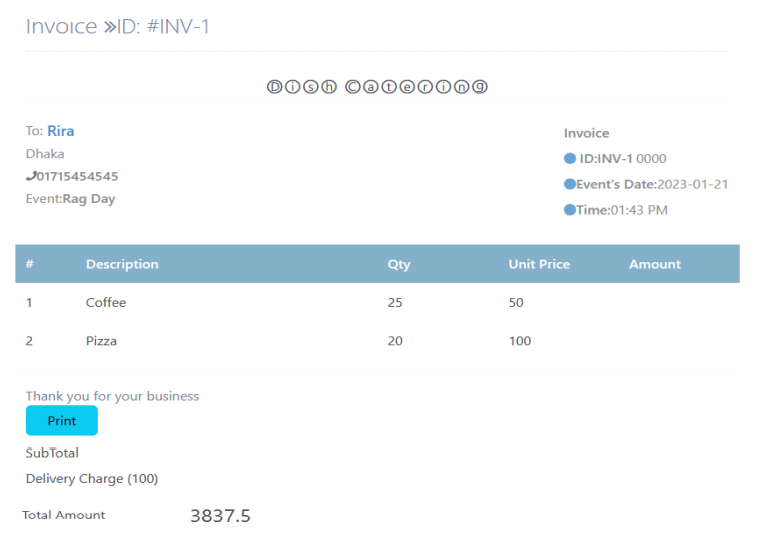 Invoice »ID: #INV-1
Ⓓⓘⓢⓗ Ⓒⓐⓣⓔⓡⓘⓝⓖ
To: Rira
Dhaka
01715454545
Event:Rag Day
Invoice
ID:INV-1 0000
Event's Date:2023-01-21
Time:01:43 PM
# Description Qty Unit Price Amount
1 Coffee 25 50
2 Pizza 20 100
Thank you for your business
Print
SubTotal
Delivery Charge (100)
Total Amount 3837.5